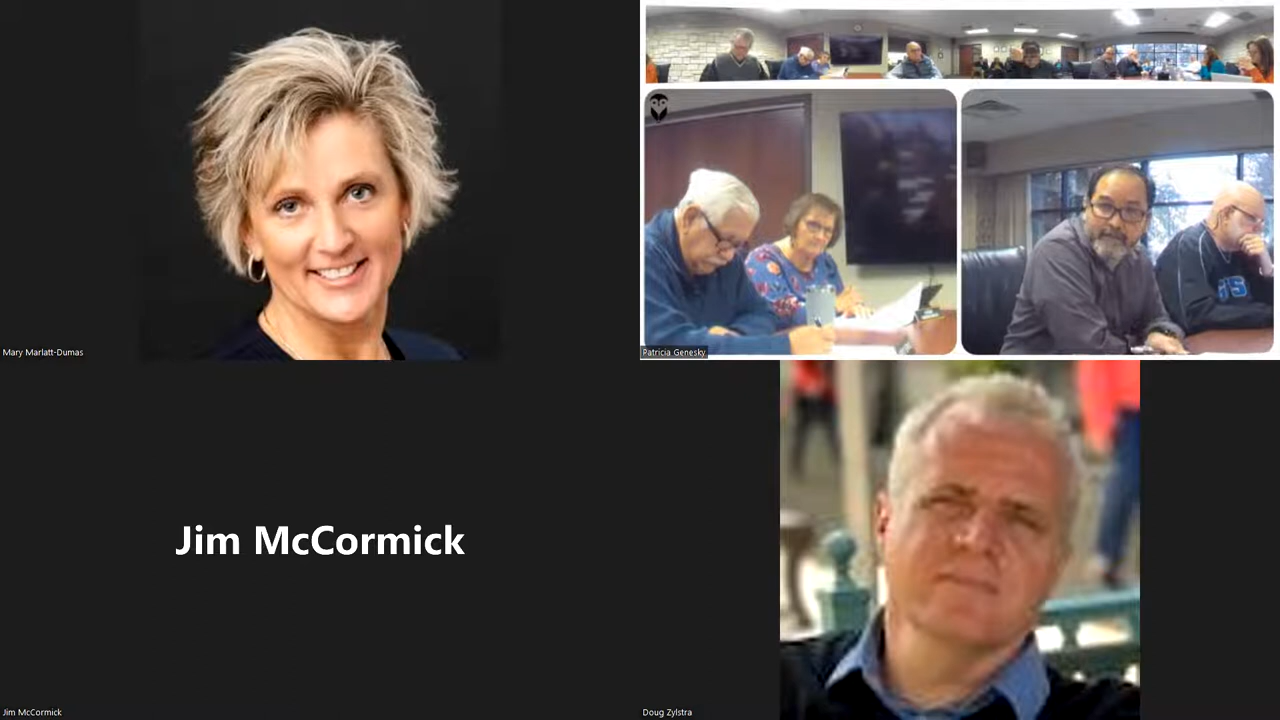 Mary Marlatt-Dumas
Patricia Genesky
Jim McCormick
Jim McCormick
Doug Zylstra